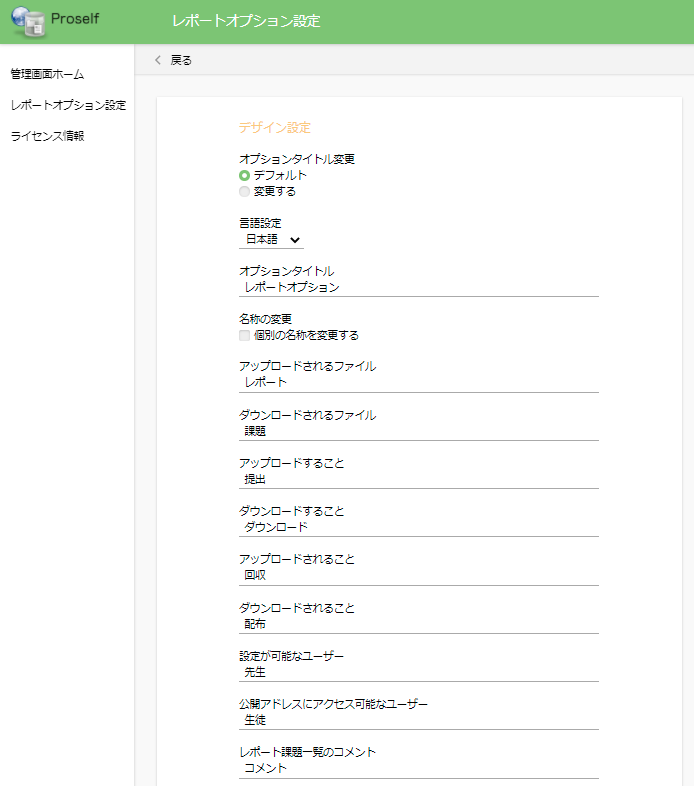 Proself
レポートオプション設定
戻る
管理画面ホーム
レポートオプション設定
ライセンス情報
デザイン設定
オプションタイトル変更
デフォルト
変更する
言語設定
日本語
オプションタイトル
レポートオプション
名称の変更
個別の名称を変更する
アップロードされるファイル
レポート
ダウンロードされるファイル
課題
アップロードすること
提出
ダウンロードすること
ダウンロード
アップロードされること
回収
ダウンロードされること
配布
設定が可能なユーザー
先生
公開アドレスにアクセス可能なユーザー
生徒
レポート課題一覧のコメント
コメント